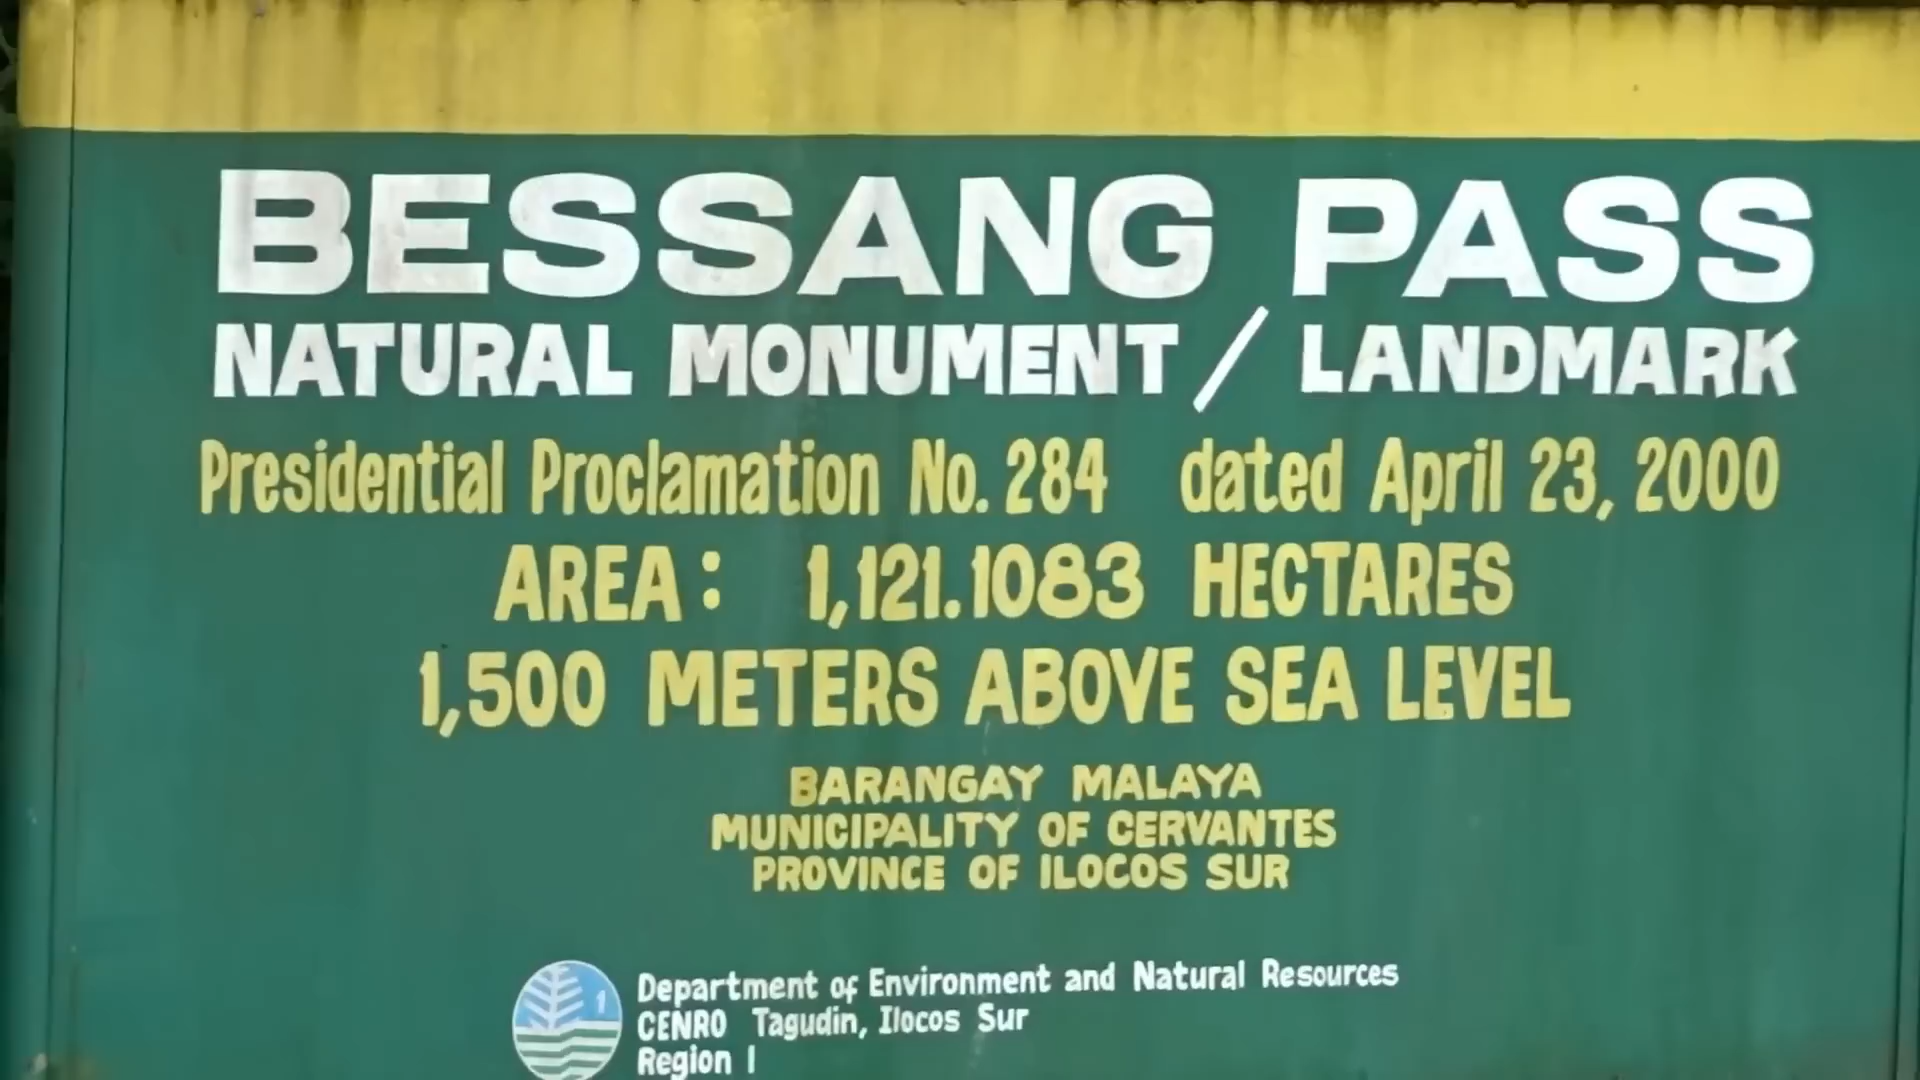 BESSANG PASS
NATURAL MONUMENT / LANDMARK
Presidential Proclamation No. 284 dated April 23, 2000
AREA: 1,121.1083 HECTARES
1,500 METERS ABOVE SEA LEVEL
BARANGAY MALAYA
MUNICIPALITY OF CERVANTES
PROVINCE OF ILOCOS SUR
1
Department of Environment and Natural Resources
CENRO Tagudin, Ilocos Sur
Region I